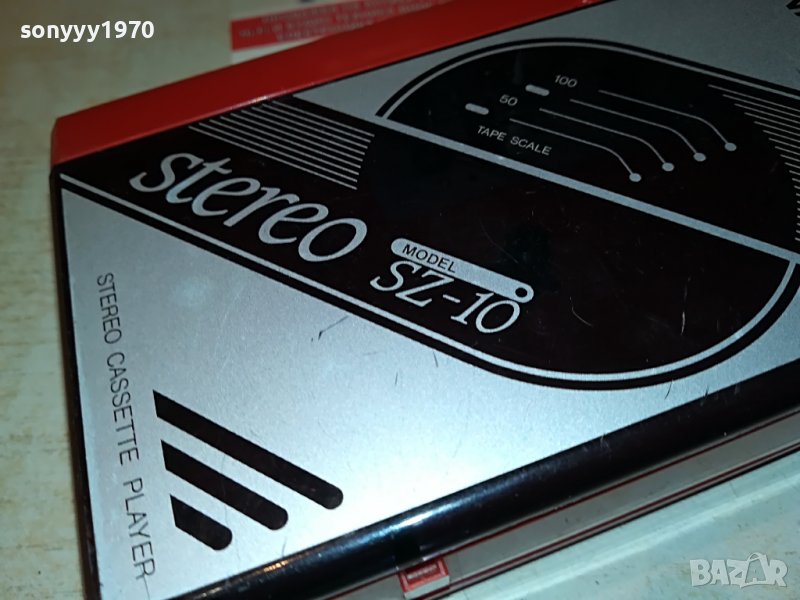 sonyyy1970
100
50
TAPE SCALE
stereo
MODEL
SZ-10
STEREO CASSETTE PLAYER
BAZAR